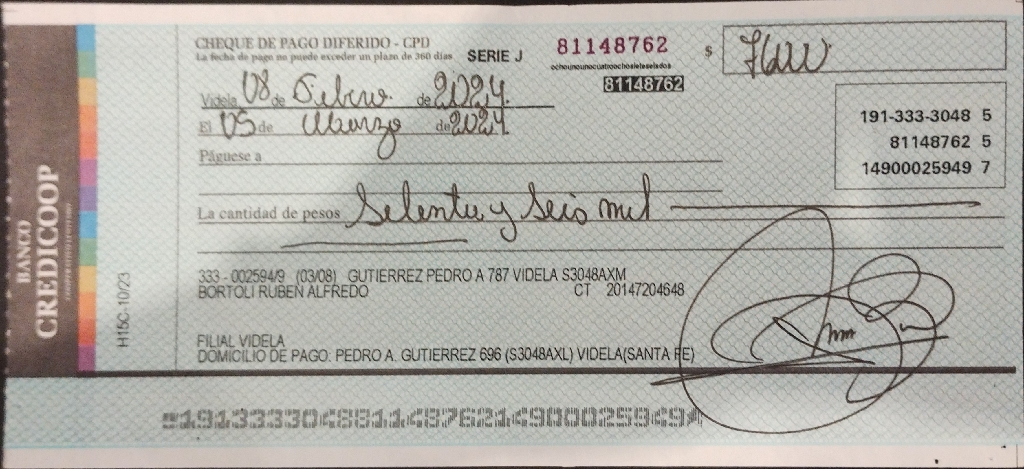 BANCO
CREDICOOP
H15C-10/23
CHEQUE DE PAGO DIFERIDO - CPD
La fecha de pago no puede exceder un plazo de 360 días
SERIE J
81148762
ochounounocuatroochosieteseisdos
81148762
$
Videla 08 de Febrero de 2024.
El 05 de Marzo de 2024
Páguese a
La cantidad de pesos Setenta y Seis mil
191-333-3048 5
81148762 5
14900025949 7
333 - 002594/9 (03/08) GUTIERREZ PEDRO A 787 VIDELA S3048AXM
BORTOLI RUBEN ALFREDO CT 20147204648
FILIAL VIDELA
DOMICILIO DE PAGO: PEDRO A. GUTIERREZ 696 (S3048AXL) VIDELA(SANTA FE)